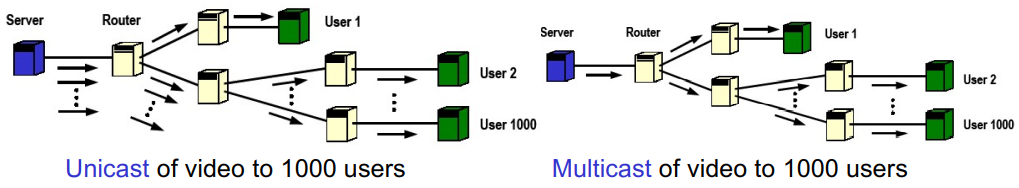 Server
Router
User 1
User 2
User 1000
Unicast of video to 1000 users
Server
Router
User 1
User 2
User 1000
Multicast of video to 1000 users